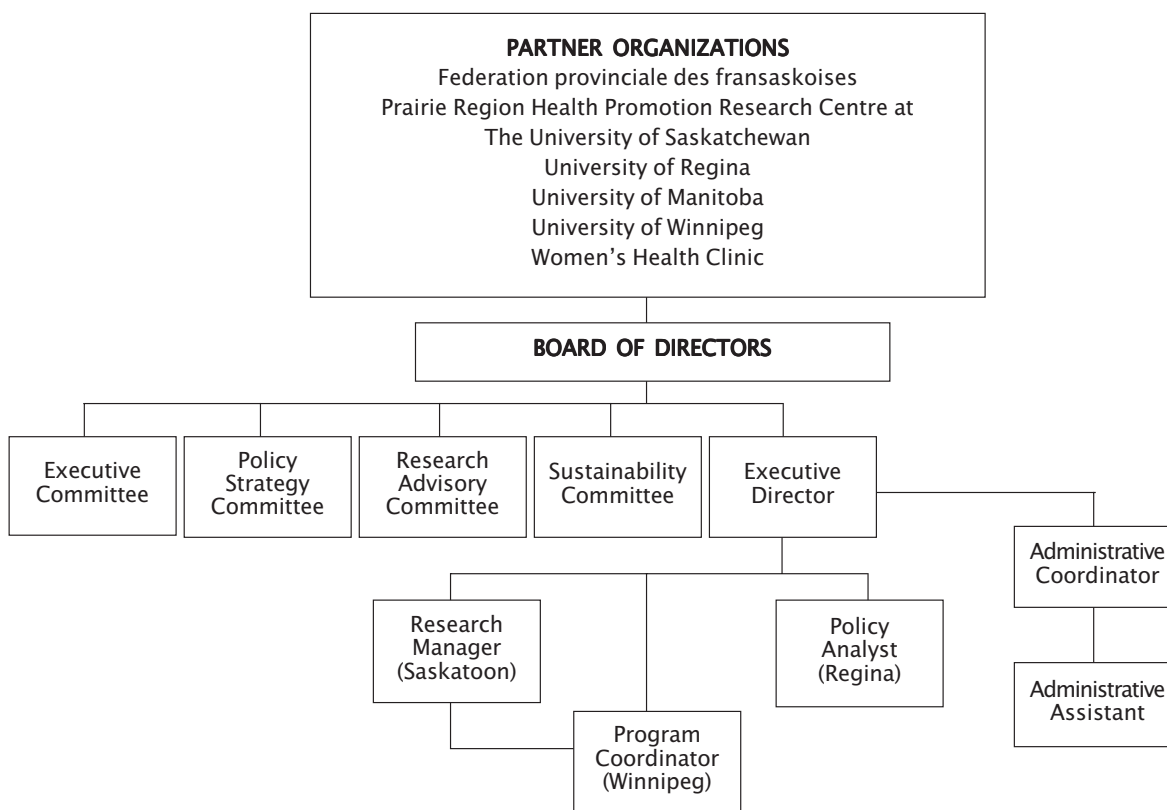 PARTNER ORGANIZATIONS
Federation provinciale des fransaskoises
Prairie Region Health Promotion Research Centre at
The University of Saskatchewan
University of Regina
University of Manitoba
University of Winnipeg
Women's Health Clinic
BOARD OF DIRECTORS
Executive
Committee
Policy
Strategy
Committee
Research
Advisory
Committee
Sustainability
Committee
Executive
Director
Administrative
Coordinator
Research
Manager
(Saskatoon)
Policy
Analyst
(Regina)
Administrative
Assistant
Program
Coordinator
(Winnipeg)